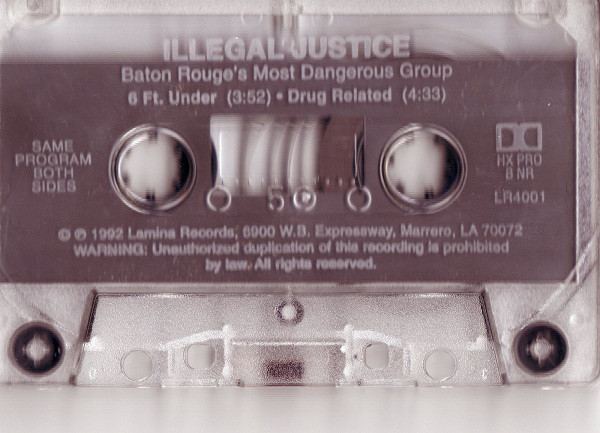 ILLEGAL JUSTICE
Baton Rouge's Most Dangerous Group
6 Ft. Under (3:52) • Drug Related (4:33)
SAME
PROGRAM
BOTH
SIDES
50
HX PRO
B NR
LR4001
© ℗ 1992 Lamina Records, 6900 W.B. Expressway, Marrero, LA 70072
WARNING: Unauthorized duplication of this recording is prohibited
by law. All rights reserved.